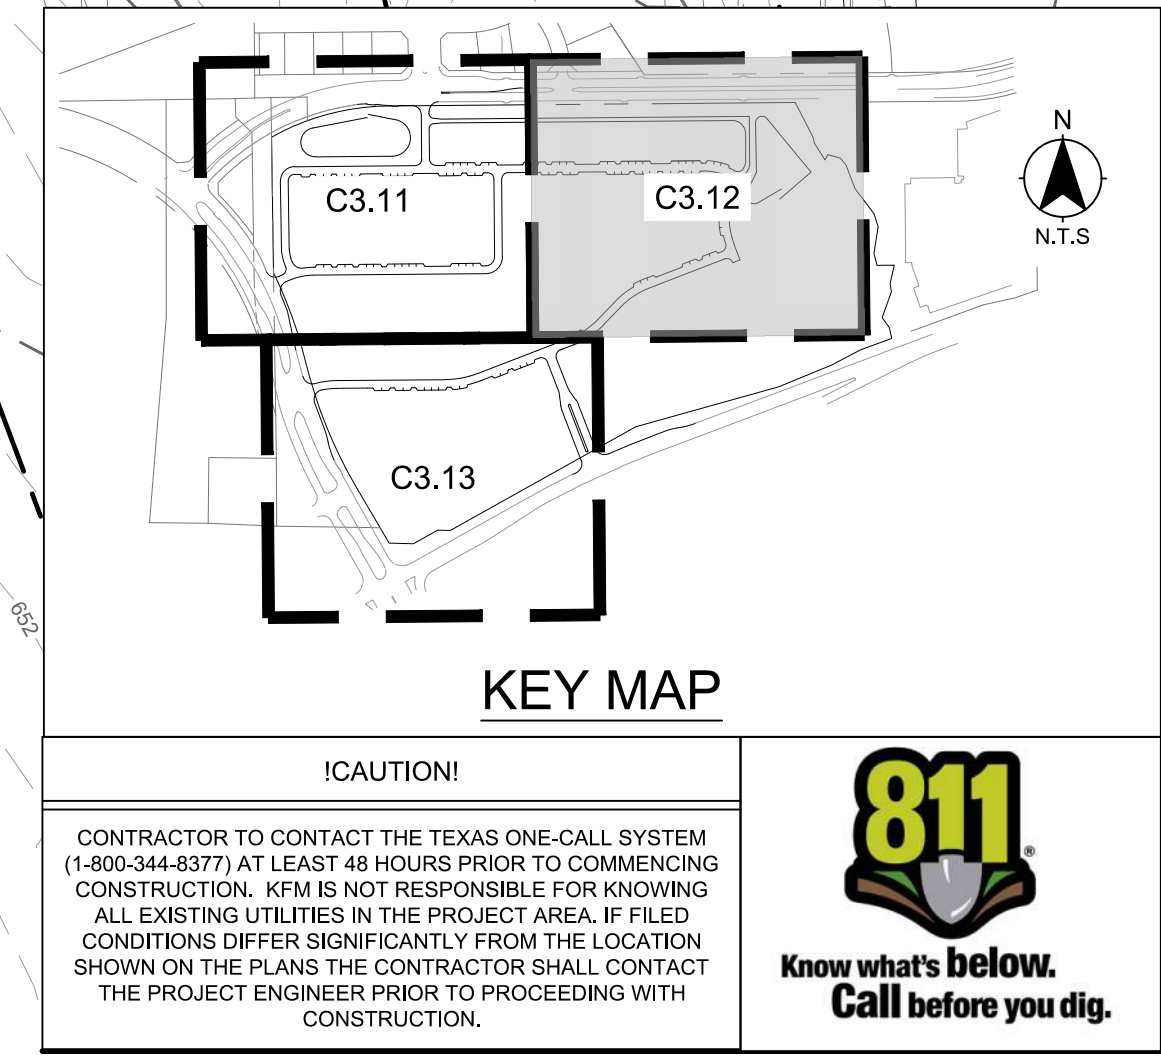 N
C3.11
C3.12
N.T.S
C3.13
652
KEY MAP
!CAUTION!
CONTRACTOR TO CONTACT THE TEXAS ONE-CALL SYSTEM
(1-800-344-8377) AT LEAST 48 HOURS PRIOR TO COMMENCING
CONSTRUCTION. KFM IS NOT RESPONSIBLE FOR KNOWING
ALL EXISTING UTILITIES IN THE PROJECT AREA. IF FILED
CONDITIONS DIFFER SIGNIFICANTLY FROM THE LOCATION
SHOWN ON THE PLANS THE CONTRACTOR SHALL CONTACT
THE PROJECT ENGINEER PRIOR TO PROCEEDING WITH
CONSTRUCTION.
811®
Know what's below.
Call before you dig.